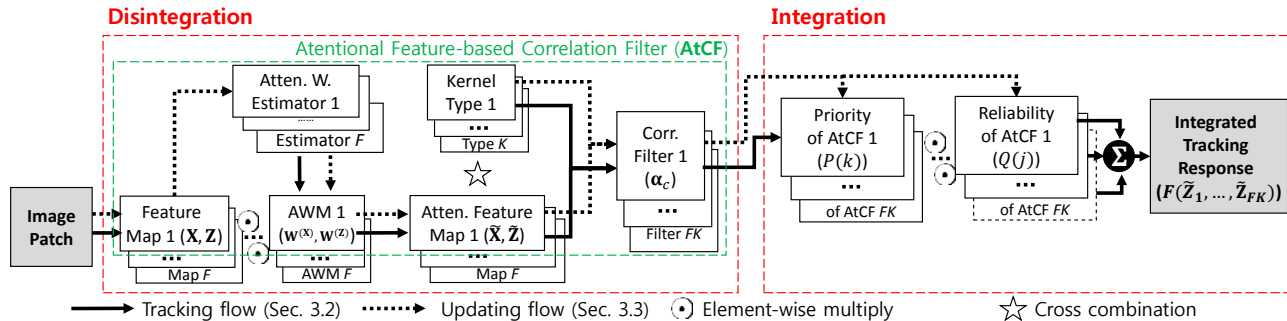 Disintegration
Integration
Atentional Feature-based Correlation Filter (AtCF)
Atten. W.
Estimator 1
......
Estimator F
Kernel
Type 1
...
Type K
Corr.
Filter 1
(α_c)
...
Filter FK
Priority
of AtCF 1
(P(k))
...
of AtCF FK
Reliability
of AtCF 1
(Q(j))
...
of AtCF FK
Σ
Integrated
Tracking
Response
(F(Z̃_1, ..., Z̃_FK))
Image
Patch
Feature
Map 1 (X, Z)
...
Map F
AWM 1
(W^(X), W^(Z))
...
AWM F
Atten. Feature
Map 1 (X̃, Z̃)
...
Map F
Tracking flow (Sec. 3.2)
Updating flow (Sec. 3.3)
Element-wise multiply
Cross combination